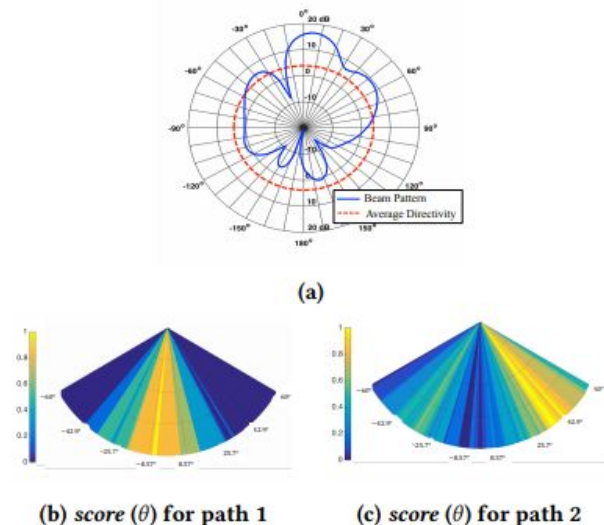 0°
-30° 20 dB 30°
10
-60° 0 60°
-10
-90° 90°
-10
-120° 0 120°
10
-150° 20 dB 150°
180°
Beam Pattern
Average Directivity
(a)
1 1
0.8 0.8
0.6 0.6
0.4 0.4
0.2 0.2
0 0
-60° 60° -60° 60°
-42.9° 42.9° -42.9° 42.9°
-25.7° 25.7° -25.7° 25.7°
-8.57° 8.57° -8.57° 8.57°
(b) score (θ) for path 1 (c) score (θ) for path 2